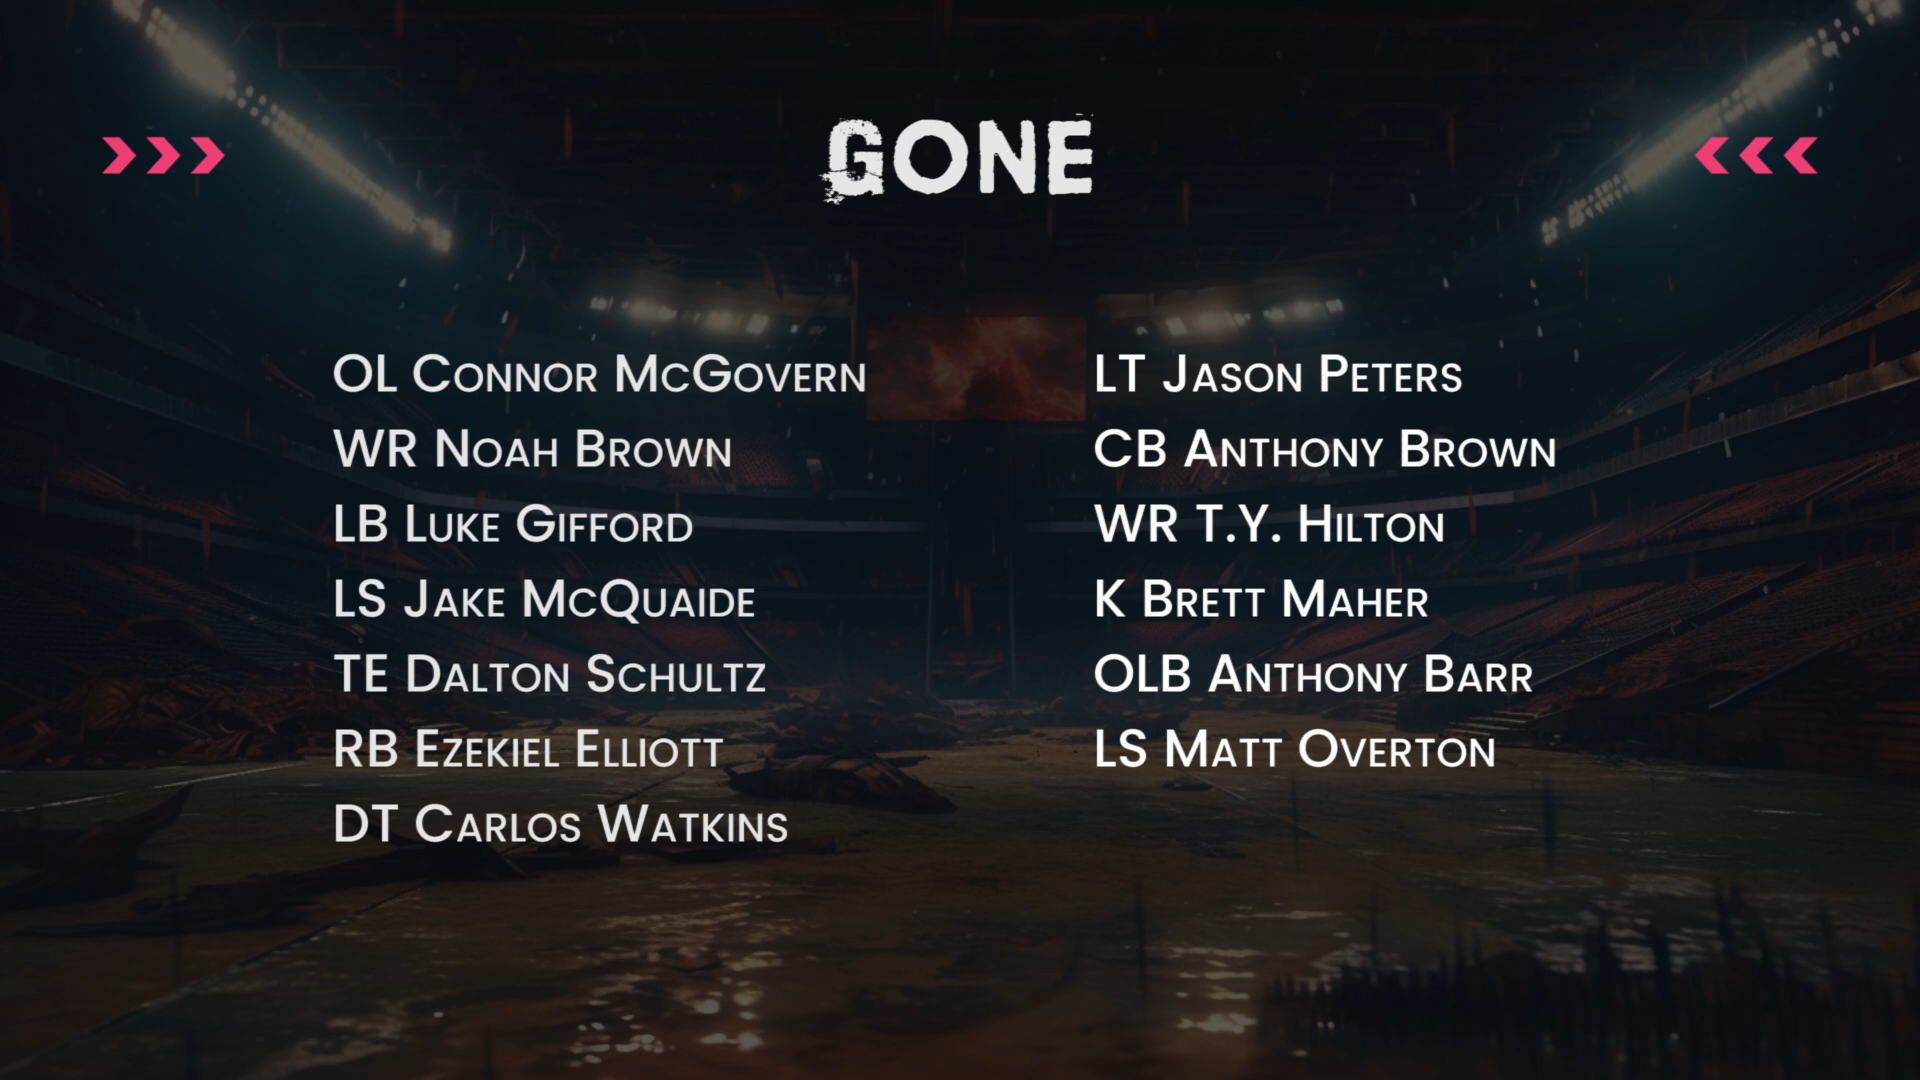 GONE
OL Connor McGovern
WR Noah Brown
LB Luke Gifford
LS Jake McQuaide
TE Dalton Schultz
RB Ezekiel Elliott
DT Carlos Watkins
LT Jason Peters
CB Anthony Brown
WR T.Y. Hilton
K Brett Maher
OLB Anthony Barr
LS Matt Overton